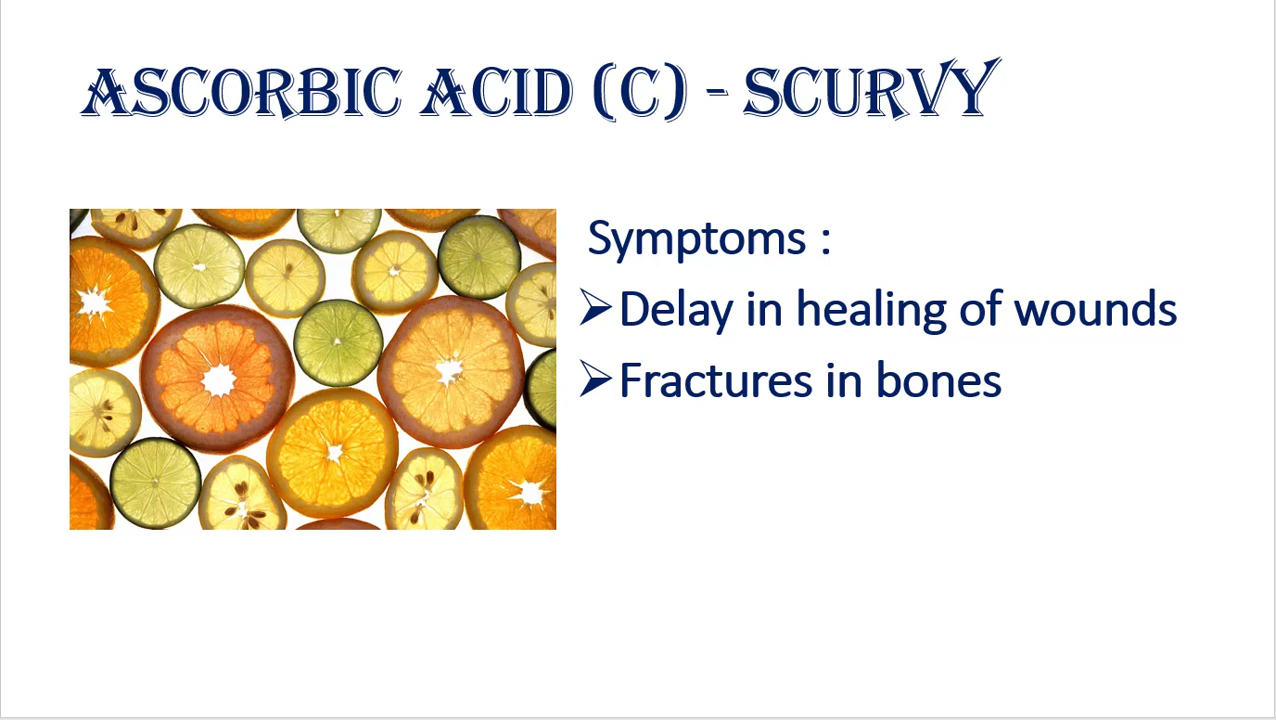 ASCORBIC ACID (C) - SCURVY
Symptoms :
➢Delay in healing of wounds
➢Fractures in bones